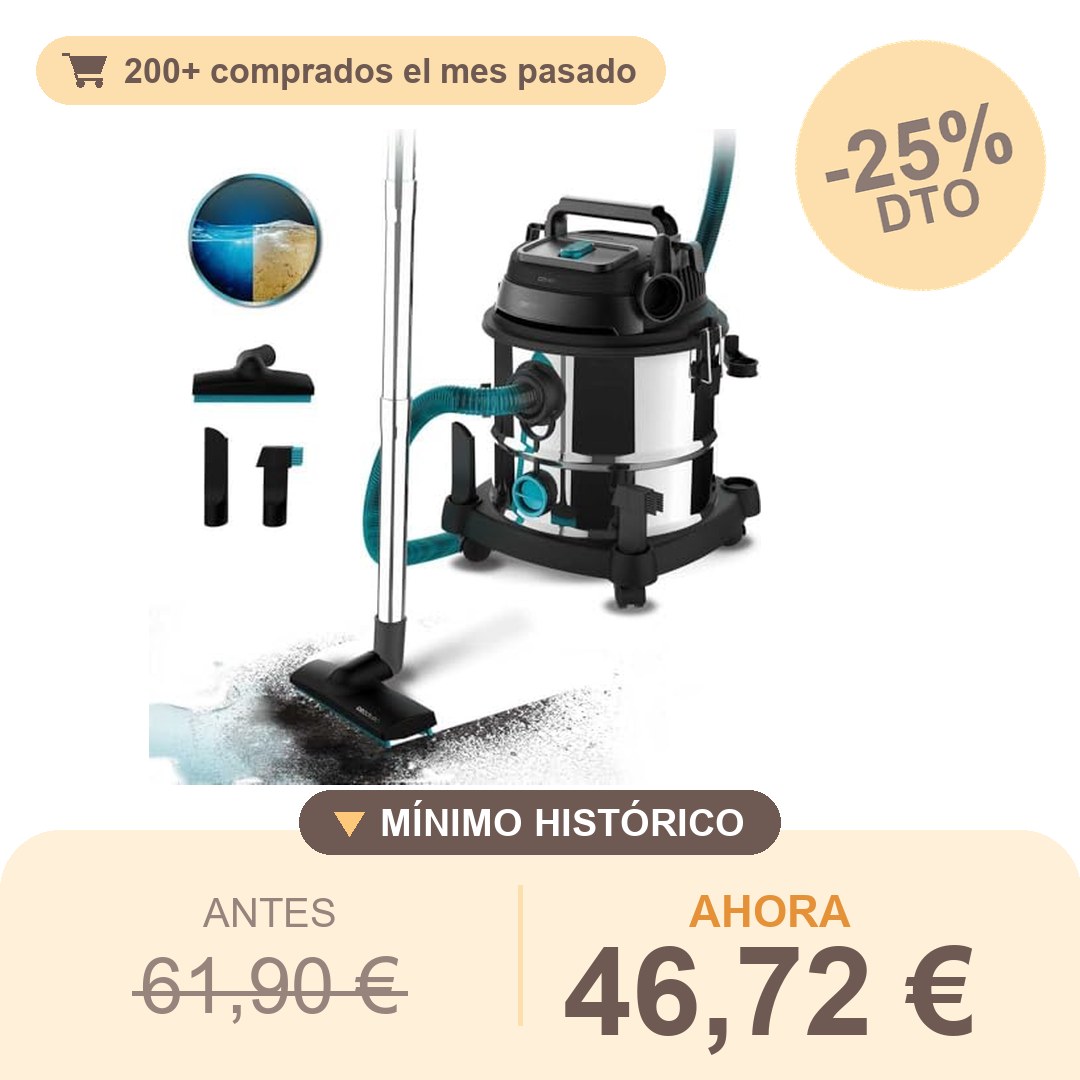 200+ comprados el mes pasado
-25%
DTO
MÍNIMO HISTÓRICO
ANTES
AHORA
61,90 €
46,72 €